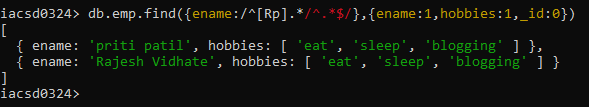 iacsd0324> db.emp.find({ename:/^[Rp].*/^.*$/},{ename:1,hobbies:1,_id:0})
[
  { ename: 'priti patil', hobbies: [ 'eat', 'sleep', 'blogging' ] },
  { ename: 'Rajesh Vidhate', hobbies: [ 'eat', 'sleep', 'blogging' ] }
]
iacsd0324>